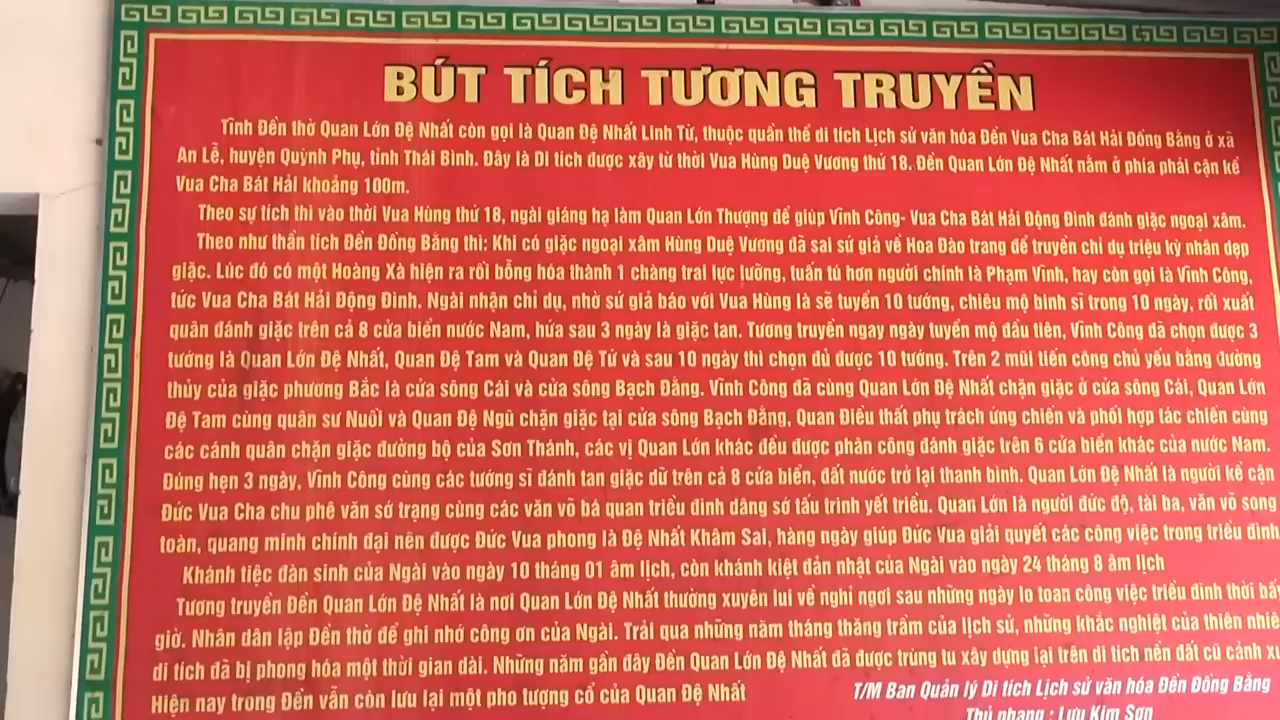 BÚT TÍCH TƯƠNG TRUYỀN
Tình Đền thờ Quan Lớn Đệ Nhất còn gọi là Quan Đệ Nhất Linh Từ, thuộc quần thể di tích Lịch sử văn hóa Đền Vua Cha Bát Hải Đồng Bằng ở xã
An Lễ, huyện Quỳnh Phụ, tỉnh Thái Bình. Đây là Di tích được xây từ thời Vua Hùng Duệ Vương thứ 18. Đền Quan Lớn Đệ Nhất nằm ở phía phải cận kề
Vua Cha Bát Hải khoảng 100m.
Theo sự tích thì vào thời Vua Hùng thứ 18, ngài giáng hạ làm Quan Lớn Thượng để giúp Vĩnh Công- Vua Cha Bát Hải Động Đình đánh giặc ngoại xâm.
Theo như thần tích Đền Đồng Bằng thì: Khi có giặc ngoại xâm Hùng Duệ Vương đã sai sứ giả về Hoa Đào trang để truyền chỉ dụ triệu kỳ nhân dẹp
giặc. Lúc đó có một Hoàng Xà hiện ra rồi bỗng hóa thành 1 chàng trai lực lưỡng, tuấn tú hơn người chính là Phạm Vĩnh, hay còn gọi là Vĩnh Công,
tức Vua Cha Bát Hải Động Đình. Ngài nhận chỉ dụ, nhờ sứ giả báo với Vua Hùng là sẽ tuyển 10 tướng, chiêu mộ binh sĩ trong 10 ngày, rồi xuất
quân đánh giặc trên cả 8 cửa biển nước Nam, hứa sau 3 ngày là giặc tan. Tương truyền ngay ngày tuyển mộ đầu tiên, Vĩnh Công đã chọn được 3
tướng là Quan Lớn Đệ Nhất, Quan Đệ Tam và Quan Đệ Tứ và sau 10 ngày thì chọn đủ được 10 tướng. Trên 2 mũi tiến công chủ yếu bằng đường
thủy của giặc phương Bắc là cửa sông Cái và cửa sông Bạch Đằng. Vĩnh Công đã cùng Quan Lớn Đệ Nhất chặn giặc ở cửa sông Cái, Quan Lớn
Đệ Tam cùng quân sư Nuồi và Quan Đệ Ngũ chặn giặc tại cửa sông Bạch Đằng, Quan Điều thất phụ trách ứng chiến và phối hợp tác chiến cùng
các cánh quân chặn giặc đường bộ của Sơn Thánh, các vị Quan Lớn khác đều được phân công đánh giặc trên 6 cửa biển khác của nước Nam.
Đúng hẹn 3 ngày, Vĩnh Công cùng các tướng sĩ đánh tan giặc dữ trên cả 8 cửa biển, đất nước trở lại thanh bình. Quan Lớn Đệ Nhất là người kề cận
Đức Vua Cha chu phê văn sớ trạng cùng các văn võ bá quan triều đình dâng sớ tấu trình yết triều. Quan Lớn là người đức độ, tài ba, văn võ song
toàn, quang minh chính đại nên được Đức Vua phong là Đệ Nhất Khâm Sai, hàng ngày giúp Đức Vua giải quyết các công việc trong triều đình
Khánh tiệc đản sinh của Ngài vào ngày 10 tháng 01 âm lịch, còn khánh kiệt đản nhật của Ngài vào ngày 24 tháng 8 âm lịch
Tương truyền Đền Quan Lớn Đệ Nhất là nơi Quan Lớn Đệ Nhất thường xuyên lui về nghỉ ngơi sau những ngày lo toan công việc triều đình thời bấy
giờ. Nhân dân lập Đền thờ để ghi nhớ công ơn của Ngài. Trải qua những năm tháng thăng trầm của lịch sử, những khắc nghiệt của thiên nhiê
di tích đã bị phong hóa một thời gian dài. Những năm gần đây Đền Quan Lớn Đệ Nhất đã được trùng tu xây dựng lại trên di tích nền đất cũ cảnh xư
Hiện nay trong Đền vẫn còn lưu lại một pho tượng cổ của Quan Đệ Nhất
T/M Ban Quản lý Di tích Lịch sử văn hóa Đền Đồng Bằng
Thủ nhang : Lưu Kim Sơn